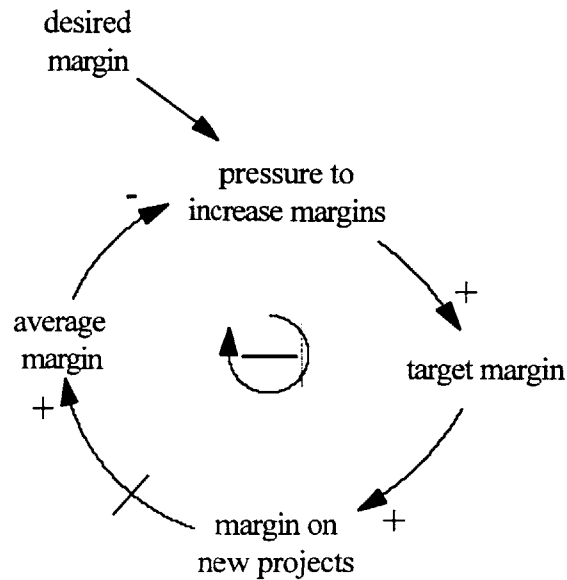 desired
margin
pressure to
increase margins
-
+
average
margin
+
target margin
+
margin on
new projects